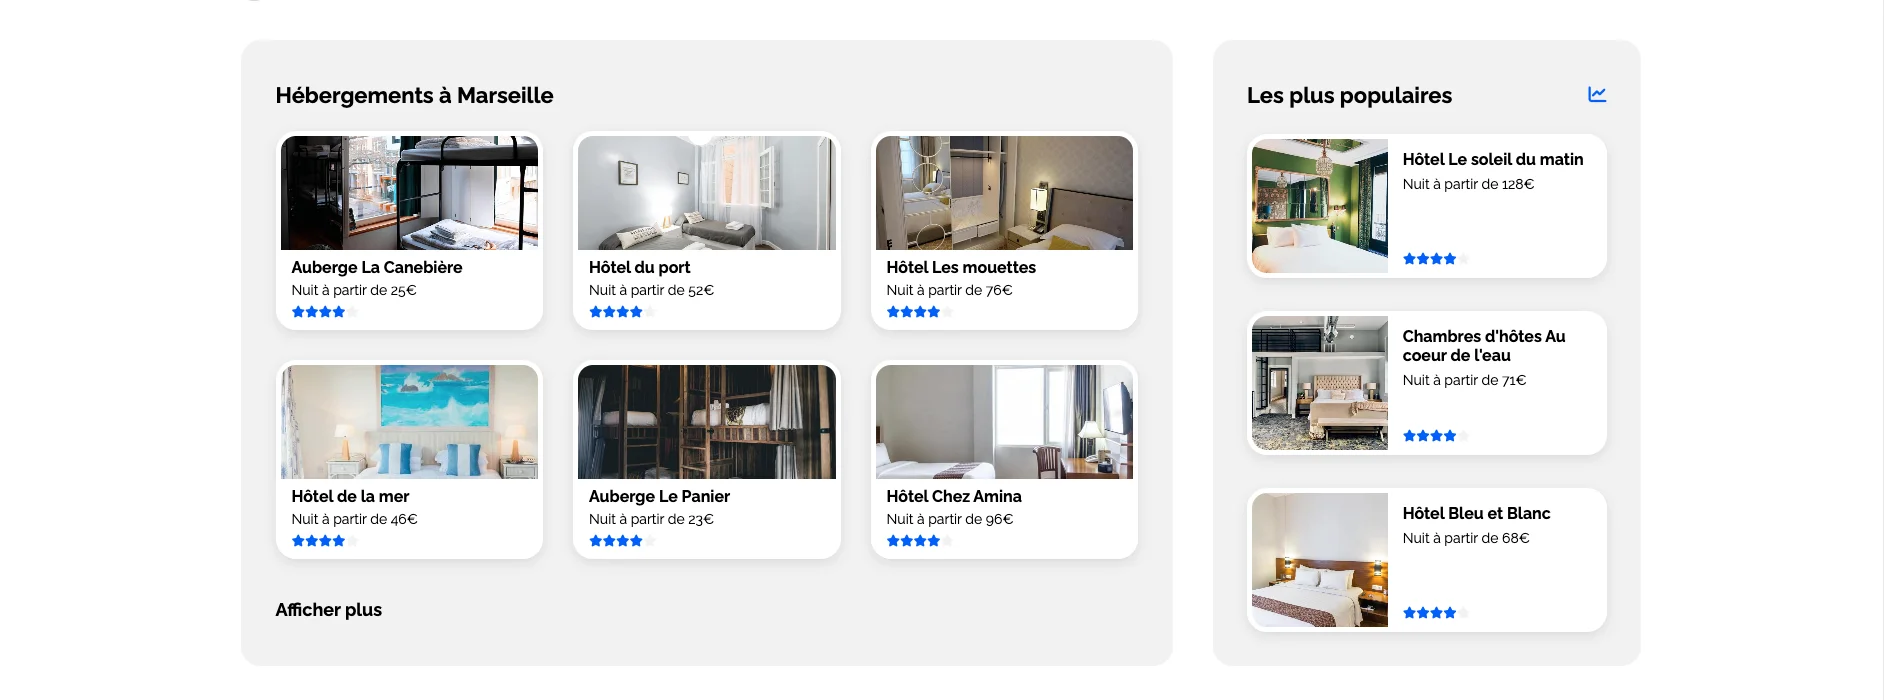 Hébergements à Marseille
Auberge La Canebière
Nuit à partir de 25€
Hôtel du port
Nuit à partir de 52€
Hôtel Les mouettes
Nuit à partir de 76€
Hôtel de la mer
Nuit à partir de 46€
Auberge Le Panier
Nuit à partir de 23€
Hôtel Chez Amina
Nuit à partir de 96€
Afficher plus
Les plus populaires
Hôtel Le soleil du matin
Nuit à partir de 128€
Chambres d'hôtes Au
coeur de l'eau
Nuit à partir de 71€
Hôtel Bleu et Blanc
Nuit à partir de 68€